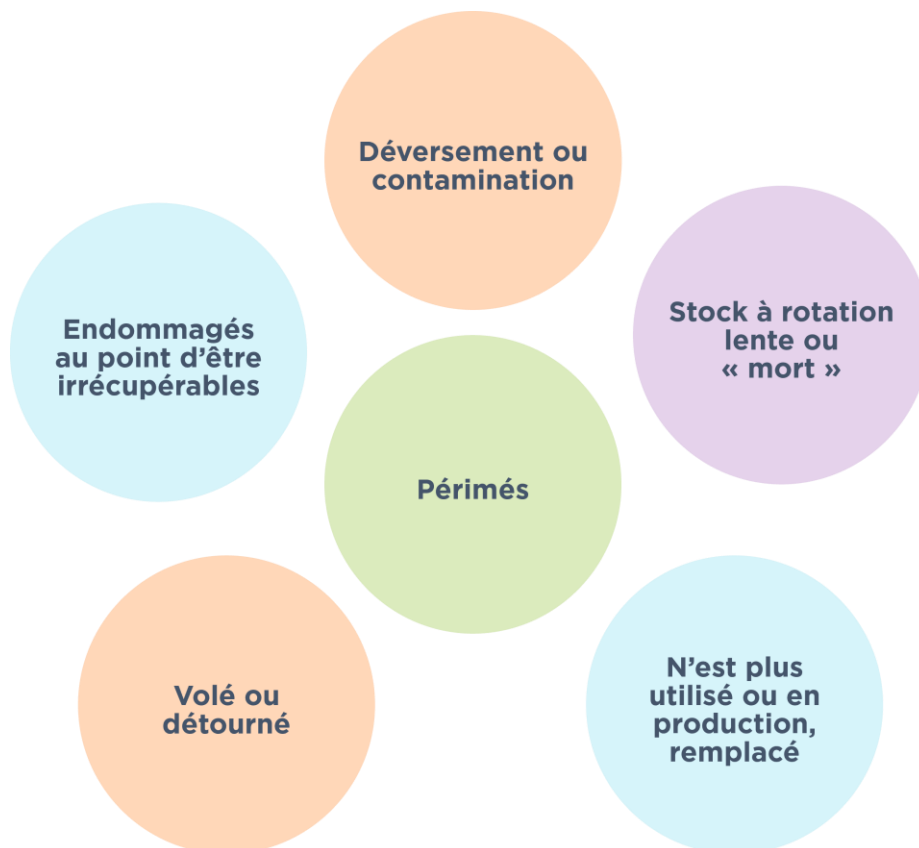 Déversement ou
contamination
Endommagés
au point d’être
irrécupérables
Stock à rotation
lente ou
« mort »
Périmés
Volé ou
détourné
N’est plus
utilisé ou en
production,
remplacé